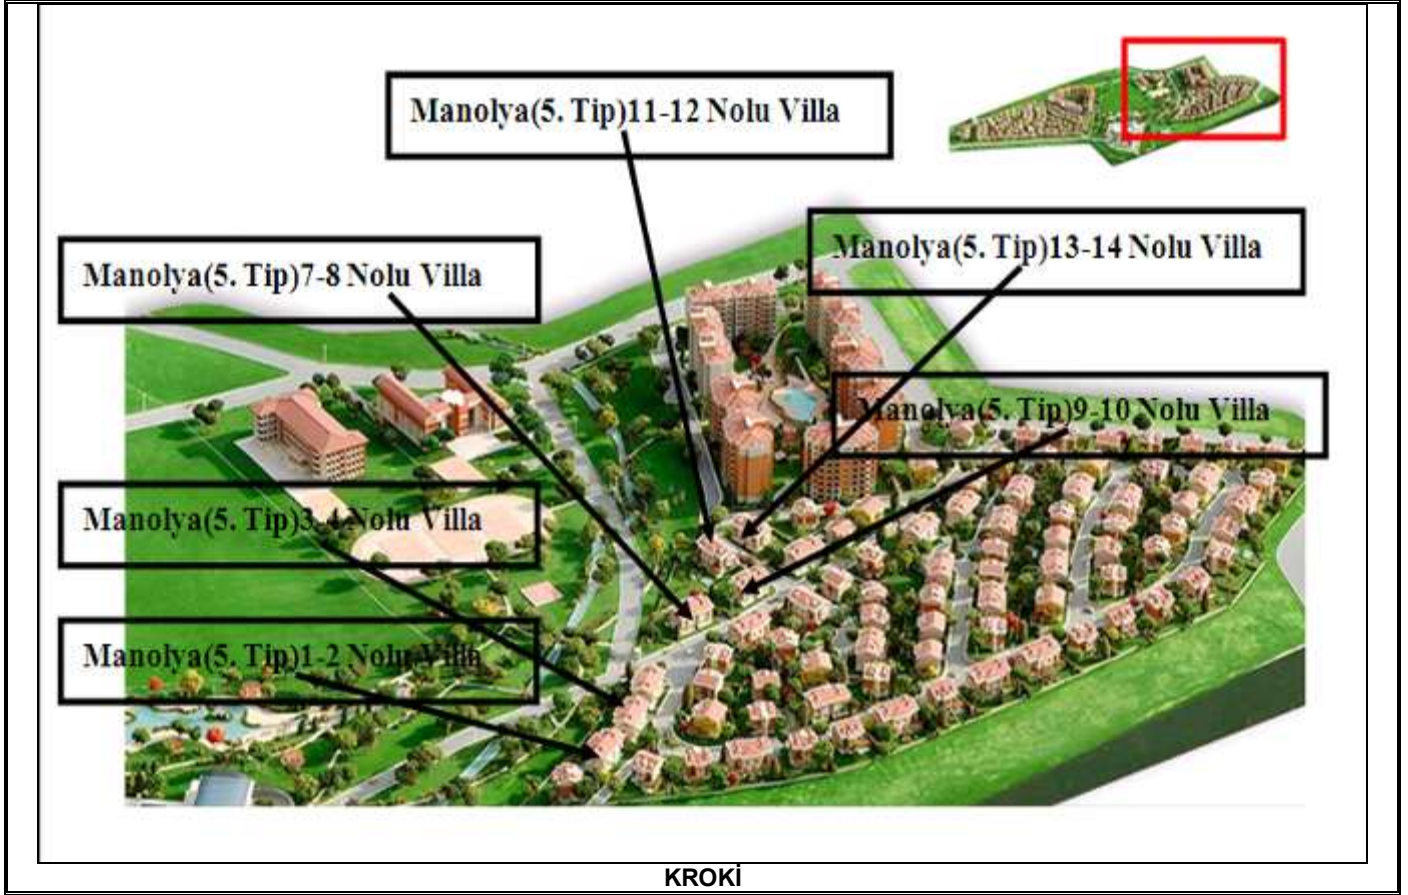 Manolya(5. Tip)11-12 Nolu Villa
Manolya(5. Tip)13-14 Nolu Villa
Manolya(5. Tip)7-8 Nolu Villa
Manolya(5. Tip)9-10 Nolu Villa
Manolya(5. Tip)3-4 Nolu Villa
Manolya(5. Tip)1-2 Nolu Villa
KROKİ